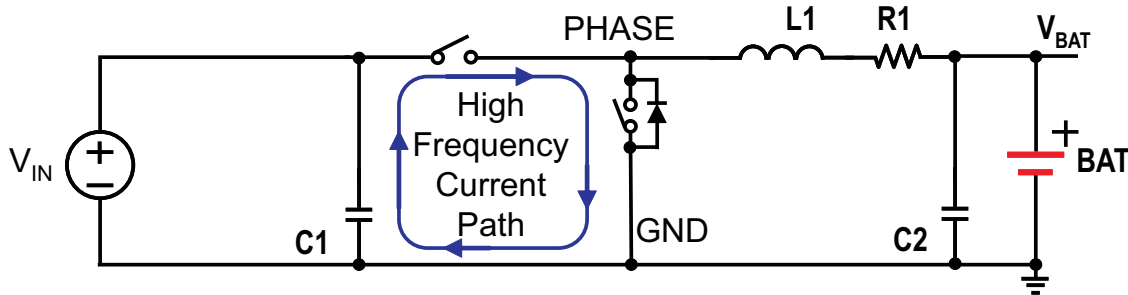 PHASE
L1
R1
VBAT
High
Frequency
Current
Path
VIN
+
−
+
BAT
C1
GND
C2